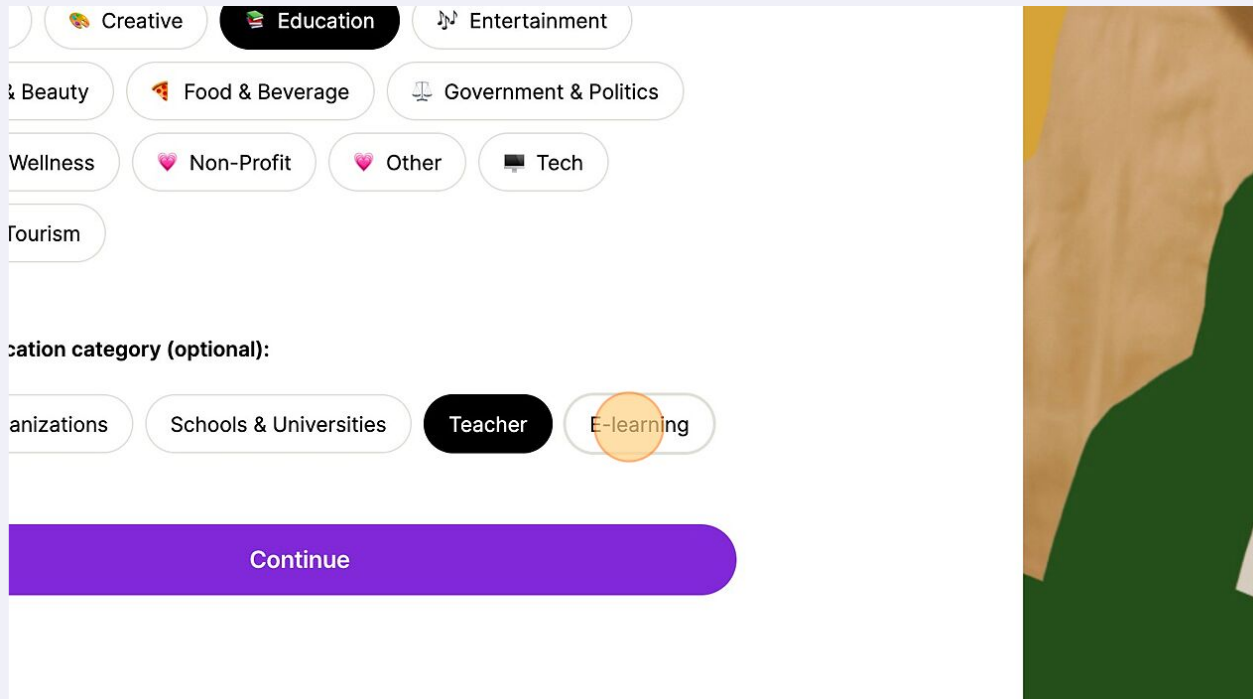 Creative Education Entertainment
& Beauty Food & Beverage Government & Politics
Wellness Non-Profit Other Tech
Tourism
cation category (optional):
anizations Schools & Universities Teacher E-learning
Continue